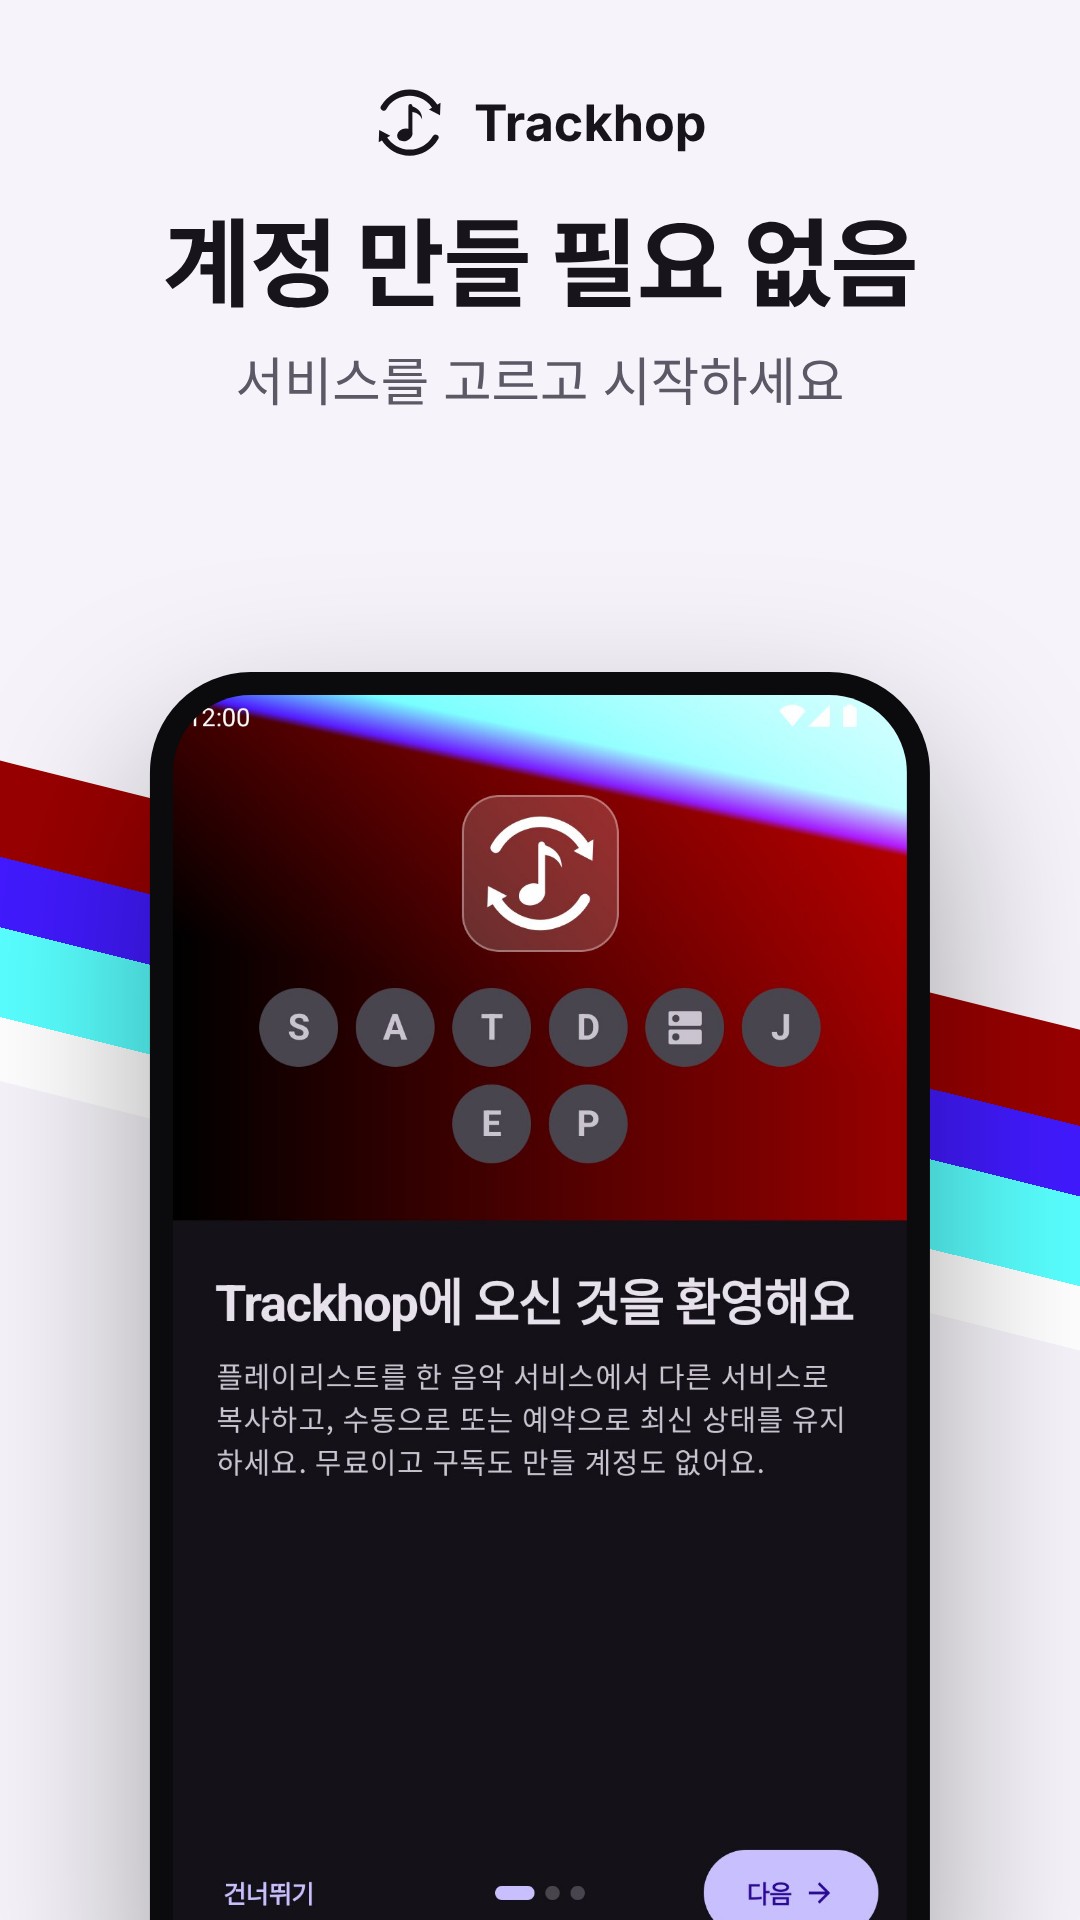 Trackhop
계정 만들 필요 없음
서비스를 고르고 시작하세요
12:00
S A T D J
E P
Trackhop에 오신 것을 환영해요
플레이리스트를 한 음악 서비스에서 다른 서비스로
복사하고, 수동으로 또는 예약으로 최신 상태를 유지
하세요. 무료이고 구독도 만들 계정도 없어요.
건너뛰기
다음